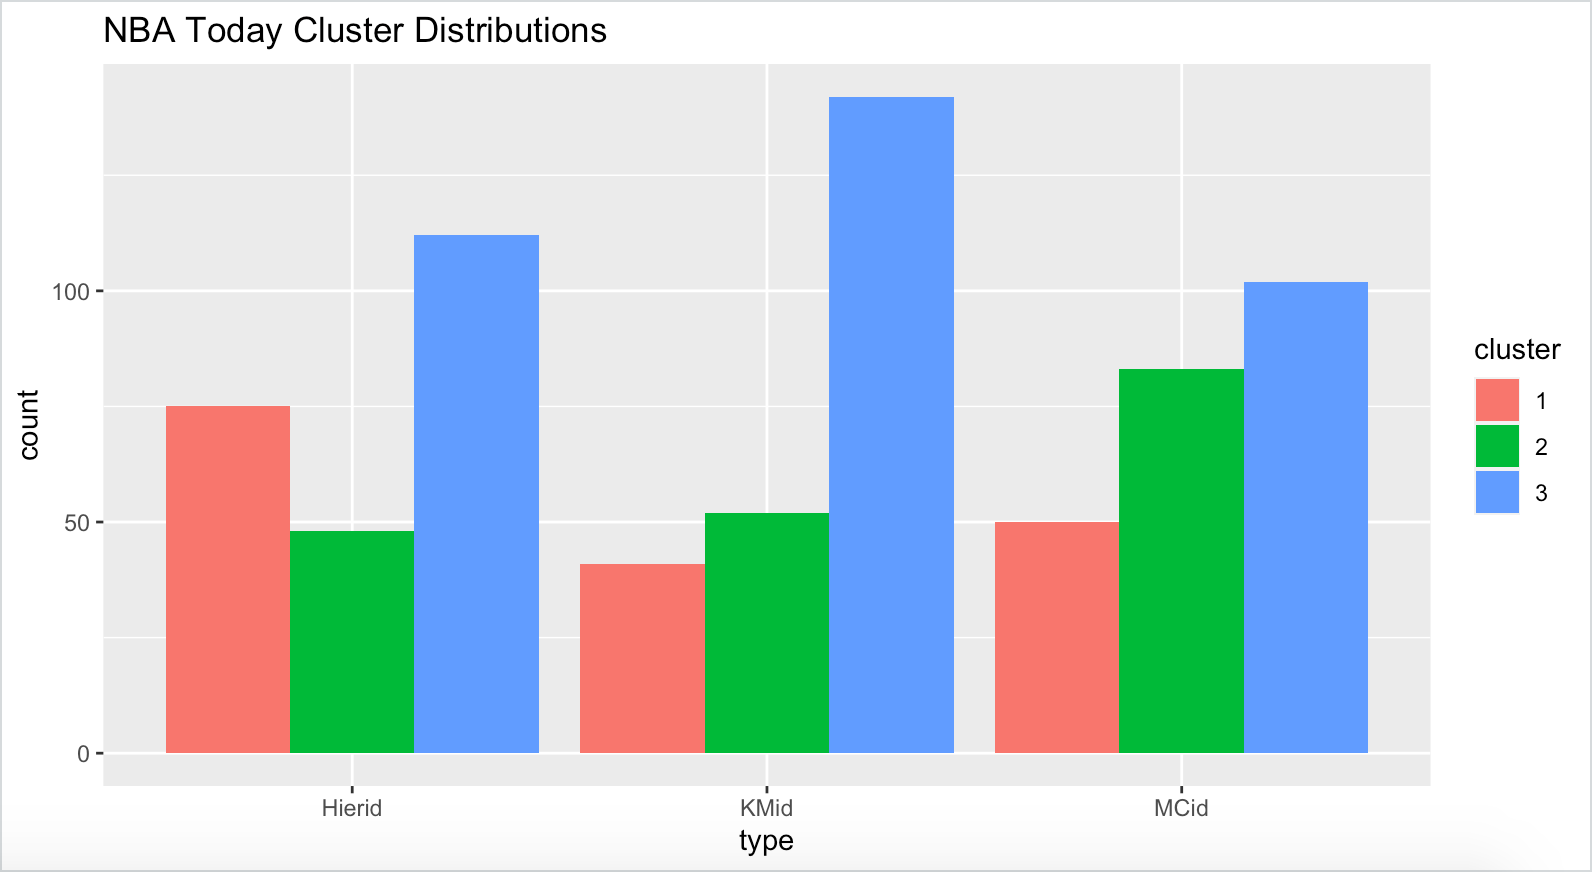 NBA Today Cluster Distributions
count
100
50
0
Hierid KMid MCid
type
cluster
1
2
3